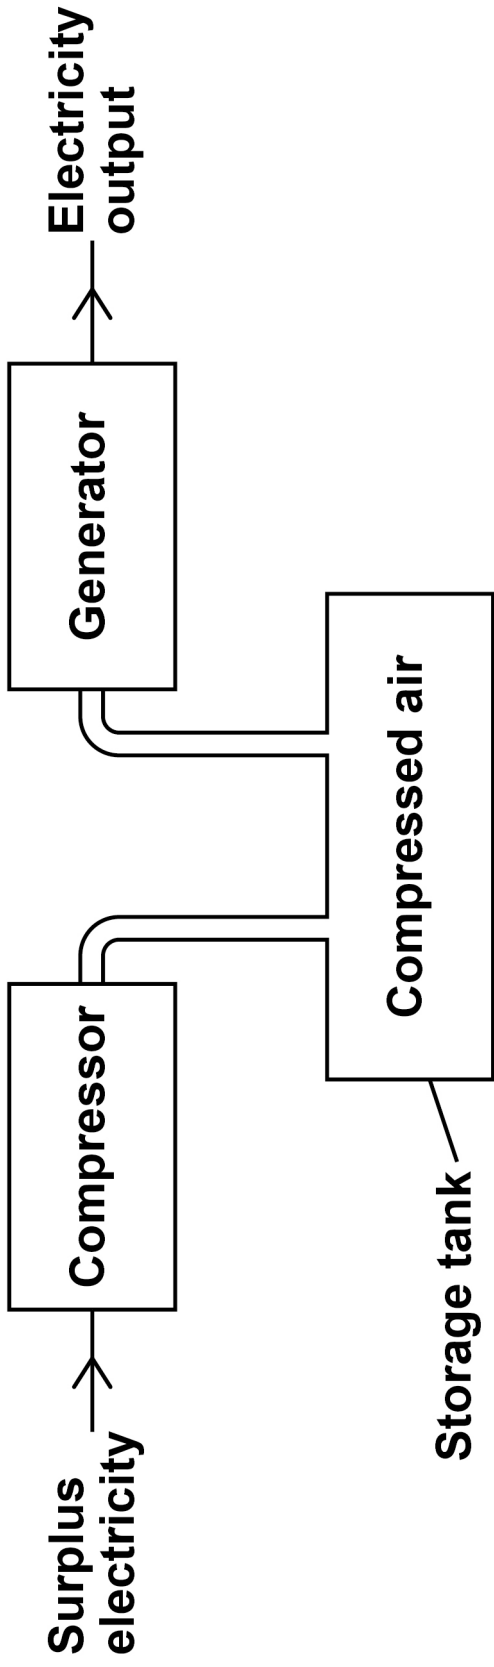 Surplus
electricity
Compressor
Generator
Electricity
output
Storage tank
Compressed air